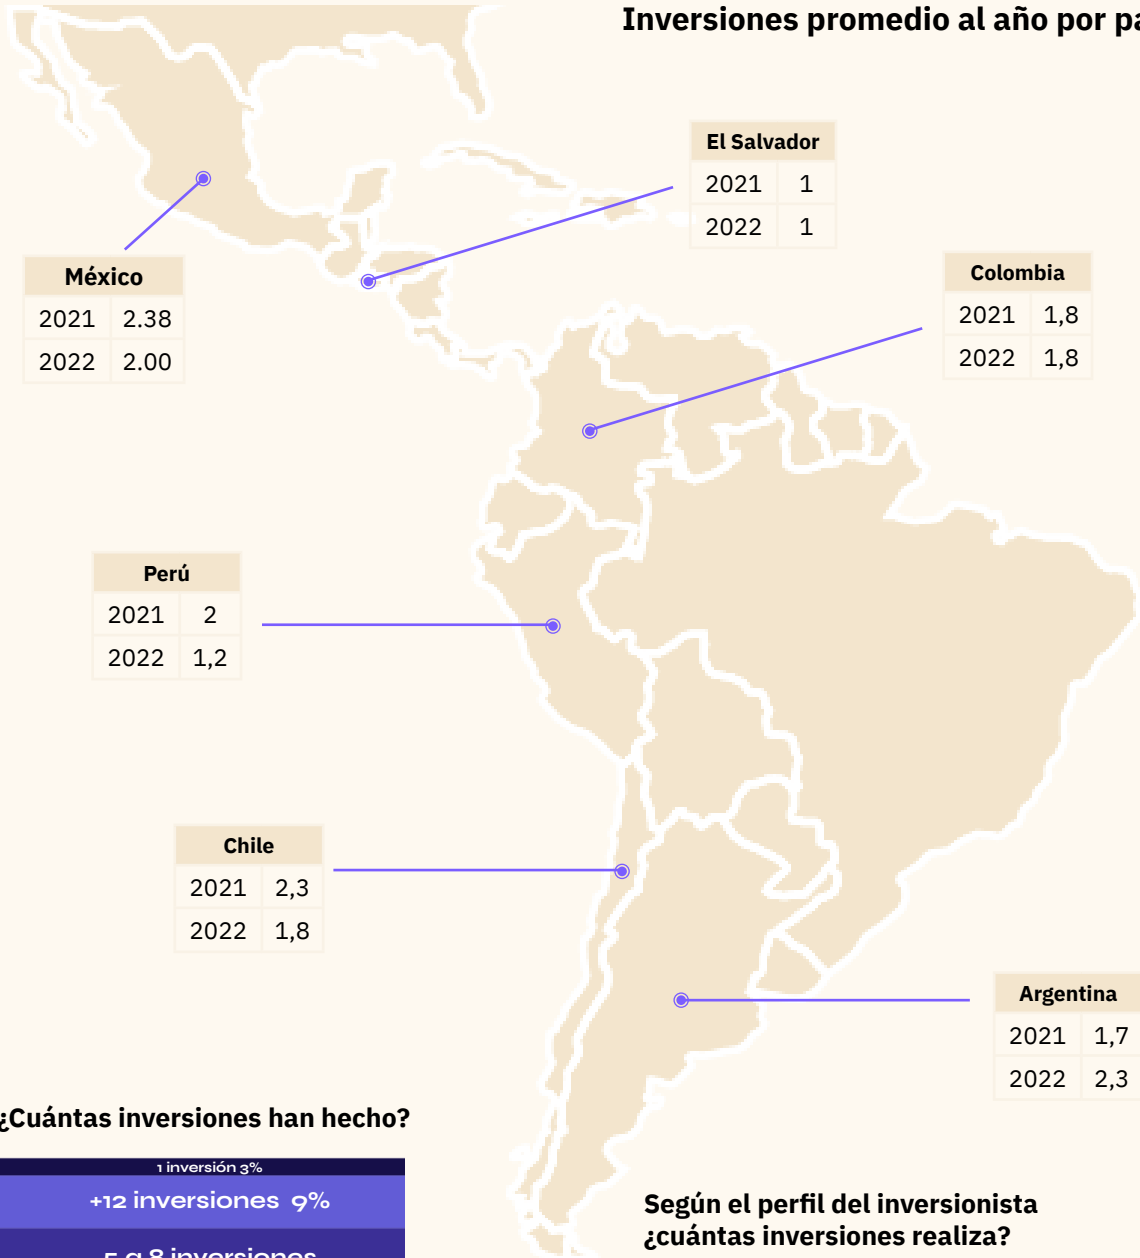 Inversiones promedio al año por
El Salvador
2021 1
2022 1
México
2021 2.38
2022 2.00
Colombia
2021 1,8
2022 1,8
Perú
2021 2
2022 1,2
Chile
2021 2,3
2022 1,8
Argentina
2021 1,7
2022 2,3
¿Cuántas inversiones han hecho?
1 inversión 3%
+12 inversiones 9%
5 a 8 inversiones
Según el perfil del inversionista
¿cuántas inversiones realiza?